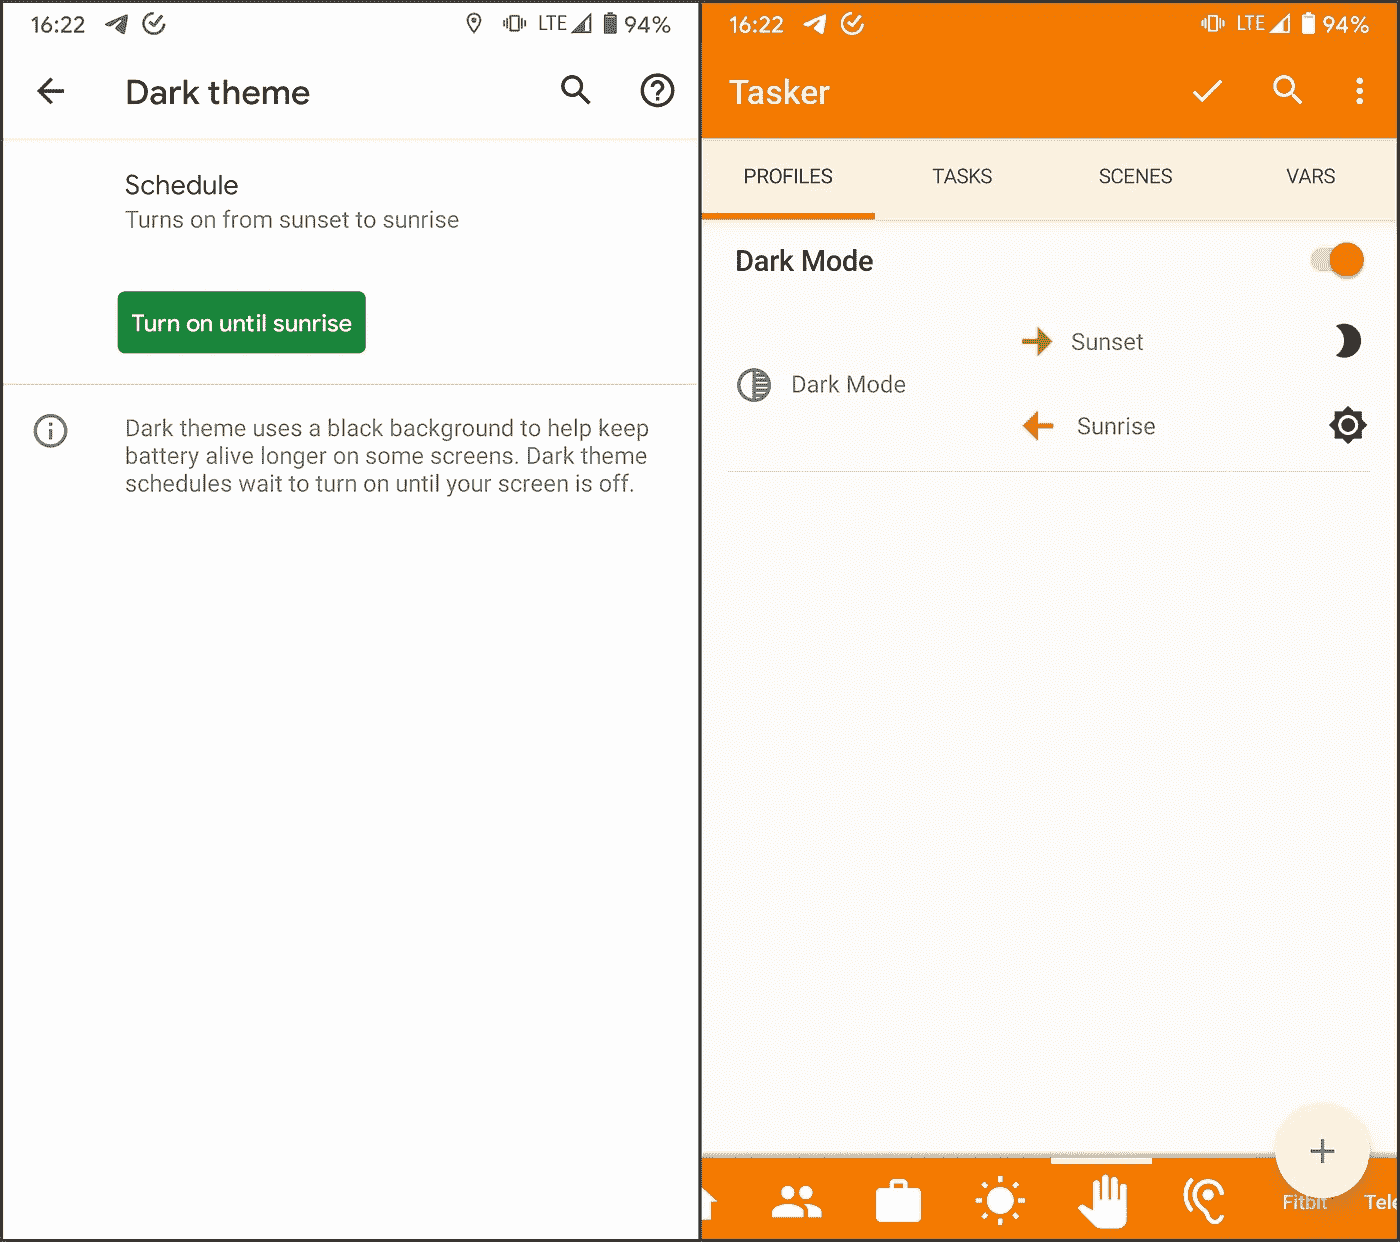 16:22
LTE
94%
Dark theme
Schedule
Turns on from sunset to sunrise
Turn on until sunrise
Dark theme uses a black background to help keep
battery alive longer on some screens. Dark theme
schedules wait to turn on until your screen is off.
16:22
LTE
94%
Tasker
PROFILES
TASKS
SCENES
VARS
Dark Mode
Sunset
Dark Mode
Sunrise
Fitbit
Tele